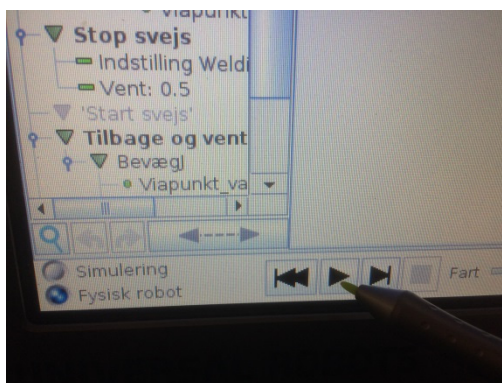 Viapunkt
Stop svejs
Indstilling Weldi
Vent: 0.5
'Start svejs'
Tilbage og vent
Bevægl
Viapunkt_va
Simulering
Fart
Fysisk robot